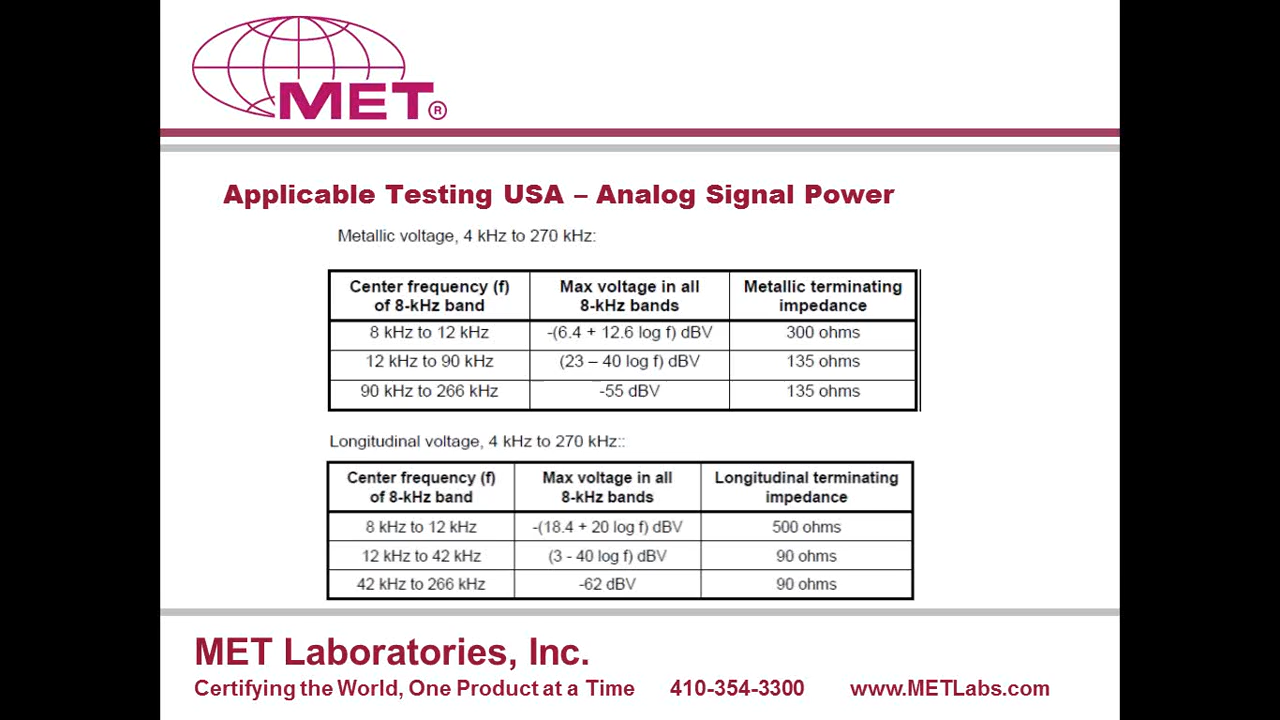 MET®
Applicable Testing USA – Analog Signal Power
Metallic voltage, 4 kHz to 270 kHz:
Center frequency (f) of 8-kHz band | Max voltage in all 8-kHz bands | Metallic terminating impedance
8 kHz to 12 kHz | -(6.4 + 12.6 log f) dBV | 300 ohms
12 kHz to 90 kHz | (23 – 40 log f) dBV | 135 ohms
90 kHz to 266 kHz | -55 dBV | 135 ohms
Longitudinal voltage, 4 kHz to 270 kHz::
Center frequency (f) of 8-kHz band | Max voltage in all 8-kHz bands | Longitudinal terminating impedance
8 kHz to 12 kHz | -(18.4 + 20 log f) dBV | 500 ohms
12 kHz to 42 kHz | (3 - 40 log f) dBV | 90 ohms
42 kHz to 266 kHz | -62 dBV | 90 ohms
MET Laboratories, Inc.
Certifying the World, One Product at a Time 410-354-3300 www.METLabs.com